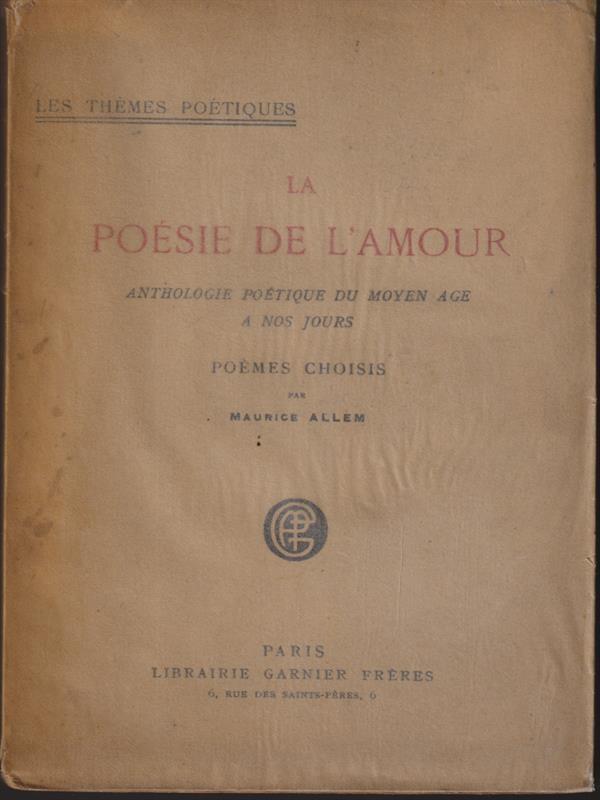 LES THÈMES POÉTIQUES
LA
POÉSIE DE L'AMOUR
ANTHOLOGIE POÉTIQUE DU MOYEN AGE
A NOS JOURS
POÈMES CHOISIS
PAR
MAURICE ALLEM
PARIS
LIBRAIRIE GARNIER FRÈRES
6, RUE DES SAINTS-PÈRES, 6